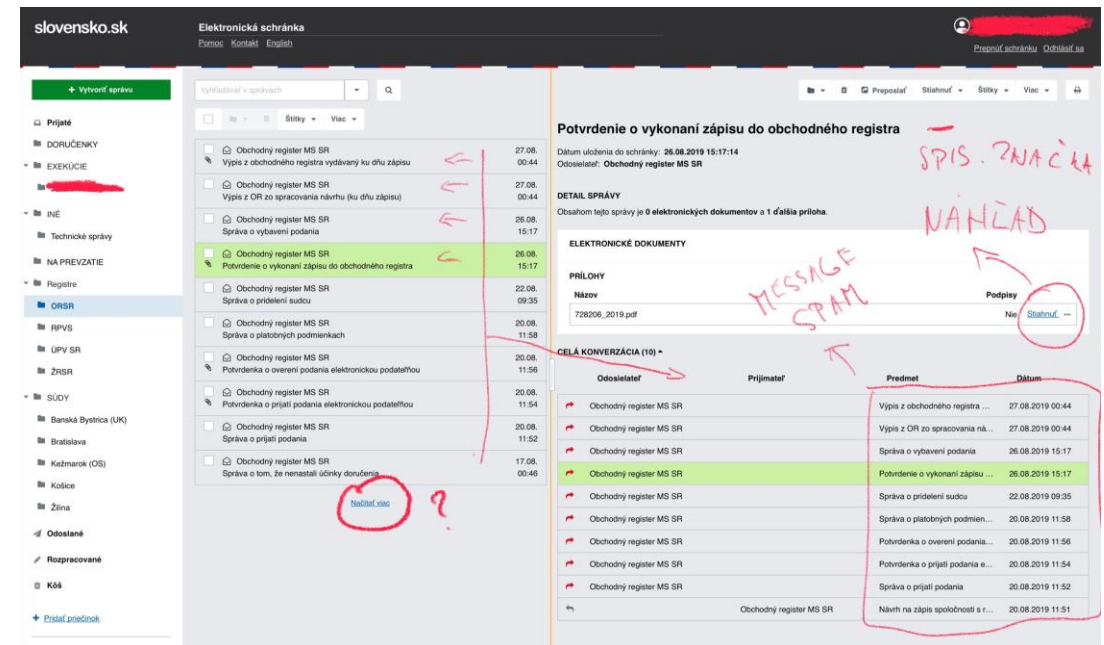 slovensko.sk
Elektronická schránka
Pomoc Kontakt English
Prepnúť schránku Odhlásiť sa
+ Vytvoriť správu
Prijaté
DORUČENKY
EXEKÚCIE
INÉ
Technické správy
NA PREVZATIE
Registre
ORSR
RPVS
ÚPV SR
ŽRSR
SÚDY
Banská Bystrica (UK)
Bratislava
Kežmarok (OS)
Košice
Žilina
Odoslané
Rozpracované
Kôš
+ Pridať priečinok
Vyhľadávať v správach
Štítky Viac
Obchodný register MS SR 27.08.
Výpis z obchodného registra vydávaný ku dňu zápisu 00:44
Obchodný register MS SR 27.08.
Výpis z OR zo spracovania návrhu (ku dňu zápisu) 00:44
Obchodný register MS SR 26.08.
Správa o vybavení podania 15:17
Obchodný register MS SR 26.08.
Potvrdenie o vykonaní zápisu do obchodného registra 15:17
Obchodný register MS SR 22.08.
Správa o pridelení sudcu 09:35
Obchodný register MS SR 20.08.
Správa o platobných podmienkach 11:58
Obchodný register MS SR 20.08.
Potvrdenka o overení podania elektronickou podateľňou 11:56
Obchodný register MS SR 20.08.
Potvrdenka o prijatí podania elektronickou podateľňou 11:54
Obchodný register MS SR 20.08.
Správa o prijatí podania 11:52
Obchodný register MS SR 17.08.
Správa o tom, že nenastali účinky doručenia 00:46
Načítať viac
?
Preposlať Stiahnuť Štítky Viac
Potvrdenie o vykonaní zápisu do obchodného registra
SPIS. ZNAČKA
Dátum uloženia do schránky: 26.08.2019 15:17:14
Odosielateľ: Obchodný register MS SR
DETAIL SPRÁVY
Obsahom tejto správy je 0 elektronických dokumentov a 1 ďalšia príloha.
NÁHĽAD
ELEKTRONICKÉ DOKUMENTY
PRÍLOHY
Názov Podpisy
728206_2019.pdf Nie Stiahnuť
MESSAGE
SPAM
CELÁ KONVERZÁCIA (10)
Odosielateľ Prijímateľ Predmet Dátum
Obchodný register MS SR Výpis z obchodného registra ... 27.08.2019 00:44
Obchodný register MS SR Výpis z OR zo spracovania ná... 27.08.2019 00:44
Obchodný register MS SR Správa o vybavení podania 26.08.2019 15:17
Obchodný register MS SR Potvrdenie o vykonaní zápisu ... 26.08.2019 15:17
Obchodný register MS SR Správa o pridelení sudcu 22.08.2019 09:35
Obchodný register MS SR Správa o platobných podmien... 20.08.2019 11:58
Obchodný register MS SR Potvrdenka o overení podania... 20.08.2019 11:56
Obchodný register MS SR Potvrdenka o prijatí podania e... 20.08.2019 11:54
Obchodný register MS SR Správa o prijatí podania 20.08.2019 11:52
Obchodný register MS SR Návrh na zápis spoločnosti s r... 20.08.2019 11:51